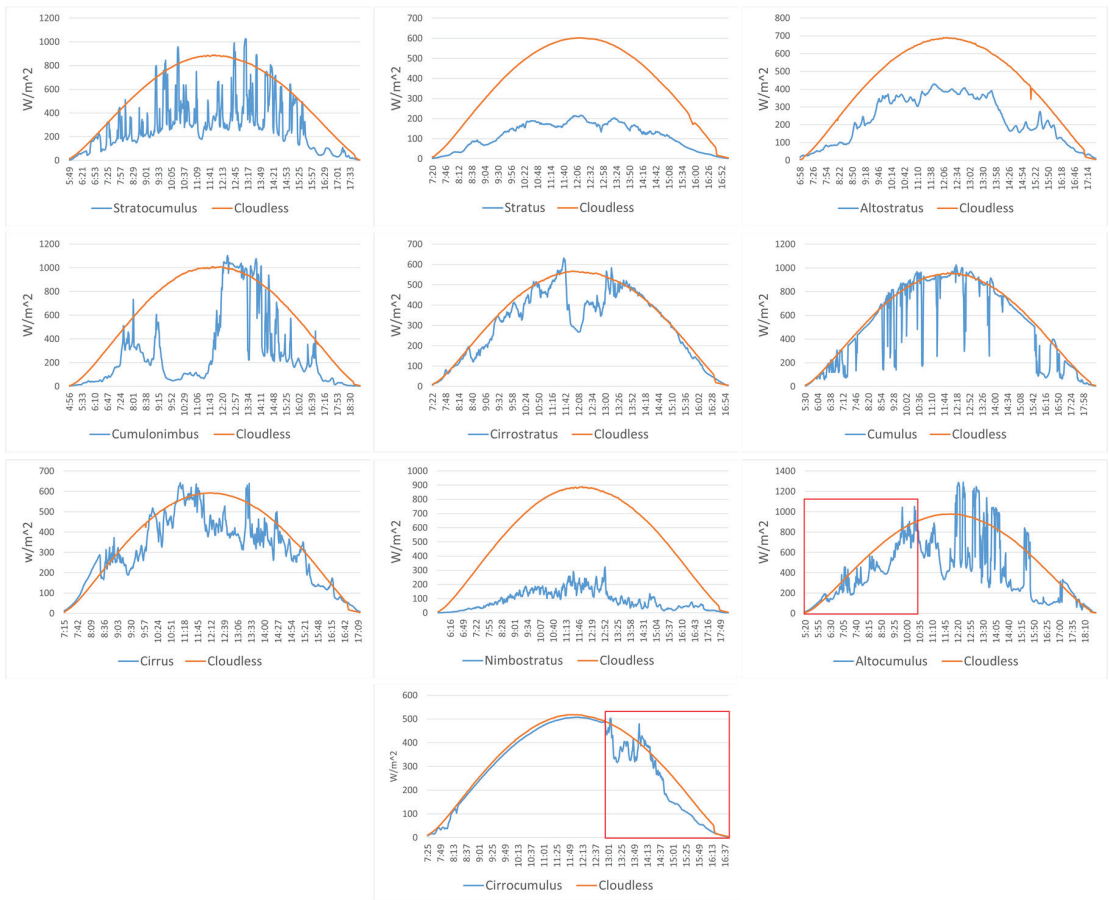 1200
1000
800
600
400
200
0
W/m^2
5:49 6:21 6:53 7:25 7:57 8:29 9:01 9:33 10:05 10:37 11:09 11:41 12:13 12:45 13:17 13:49 14:21 14:53 15:25 15:57 16:29 17:01 17:33
Stratocumulus Cloudless
700
600
500
400
300
200
100
0
W/m^2
7:20 7:46 8:12 8:38 9:04 9:30 9:56 10:22 10:48 11:14 11:40 12:06 12:32 12:58 13:24 13:50 14:16 14:42 15:08 15:34 16:00 16:26 16:52
Stratus Cloudless
800
700
600
500
400
300
200
100
0
W/m^2
6:58 7:26 7:54 8:22 8:50 9:18 9:46 10:14 10:42 11:10 11:38 12:06 12:34 13:02 13:30 13:58 14:26 14:54 15:22 15:50 16:18 16:46 17:14
Altostratus Cloudless
1200
1000
800
600
400
200
0
W/m^2
4:56 5:33 6:10 6:47 7:24 8:01 8:38 9:15 9:52 10:29 11:06 11:43 12:20 12:57 13:34 14:11 14:48 15:25 16:02 16:39 17:16 17:53 18:30
Cumulonimbus Cloudless
700
600
500
400
300
200
100
0
W/m^2
7:22 7:48 8:14 8:40 9:06 9:32 9:58 10:24 10:50 11:16 11:42 12:08 12:34 13:00 13:26 13:52 14:18 14:44 15:10 15:36 16:02 16:28 16:54
Cirrostratus Cloudless
1200
1000
800
600
400
200
0
W/m^2
5:30 6:04 6:38 7:12 7:46 8:20 8:54 9:28 10:02 10:36 11:10 11:44 12:18 12:52 13:26 14:00 14:34 15:08 15:42 16:16 16:50 17:24 17:58
Cumulus Cloudless
700
600
500
400
300
200
100
0
W/m^2
7:15 7:42 8:09 8:36 9:03 9:30 9:57 10:24 10:51 11:18 11:45 12:12 12:39 13:06 13:33 14:00 14:27 14:54 15:21 15:48 16:15 16:42 17:09
Cirrus Cloudless
1000
900
800
700
600
500
400
300
200
100
0
W/m^2
6:16 6:49 7:22 7:55 8:28 9:01 9:34 10:07 10:40 11:13 11:46 12:19 12:52 13:25 13:58 14:31 15:04 15:37 16:10 16:43 17:16 17:49
Nimbostratus Cloudless
1400
1200
1000
800
600
400
200
0
W/m^2
5:20 5:55 6:30 7:05 7:40 8:15 8:50 9:25 10:00 10:35 11:10 11:45 12:20 12:55 13:30 14:05 14:40 15:15 15:50 16:25 17:00 17:35 18:10
Altocumulus Cloudless
600
500
400
300
200
100
0
W/m^2
7:25 7:49 8:13 8:37 9:01 9:25 9:49 10:13 10:37 11:01 11:25 11:49 12:13 12:37 13:01 13:25 13:49 14:13 14:37 15:01 15:25 15:49 16:13 16:37
Cirrocumulus Cloudless